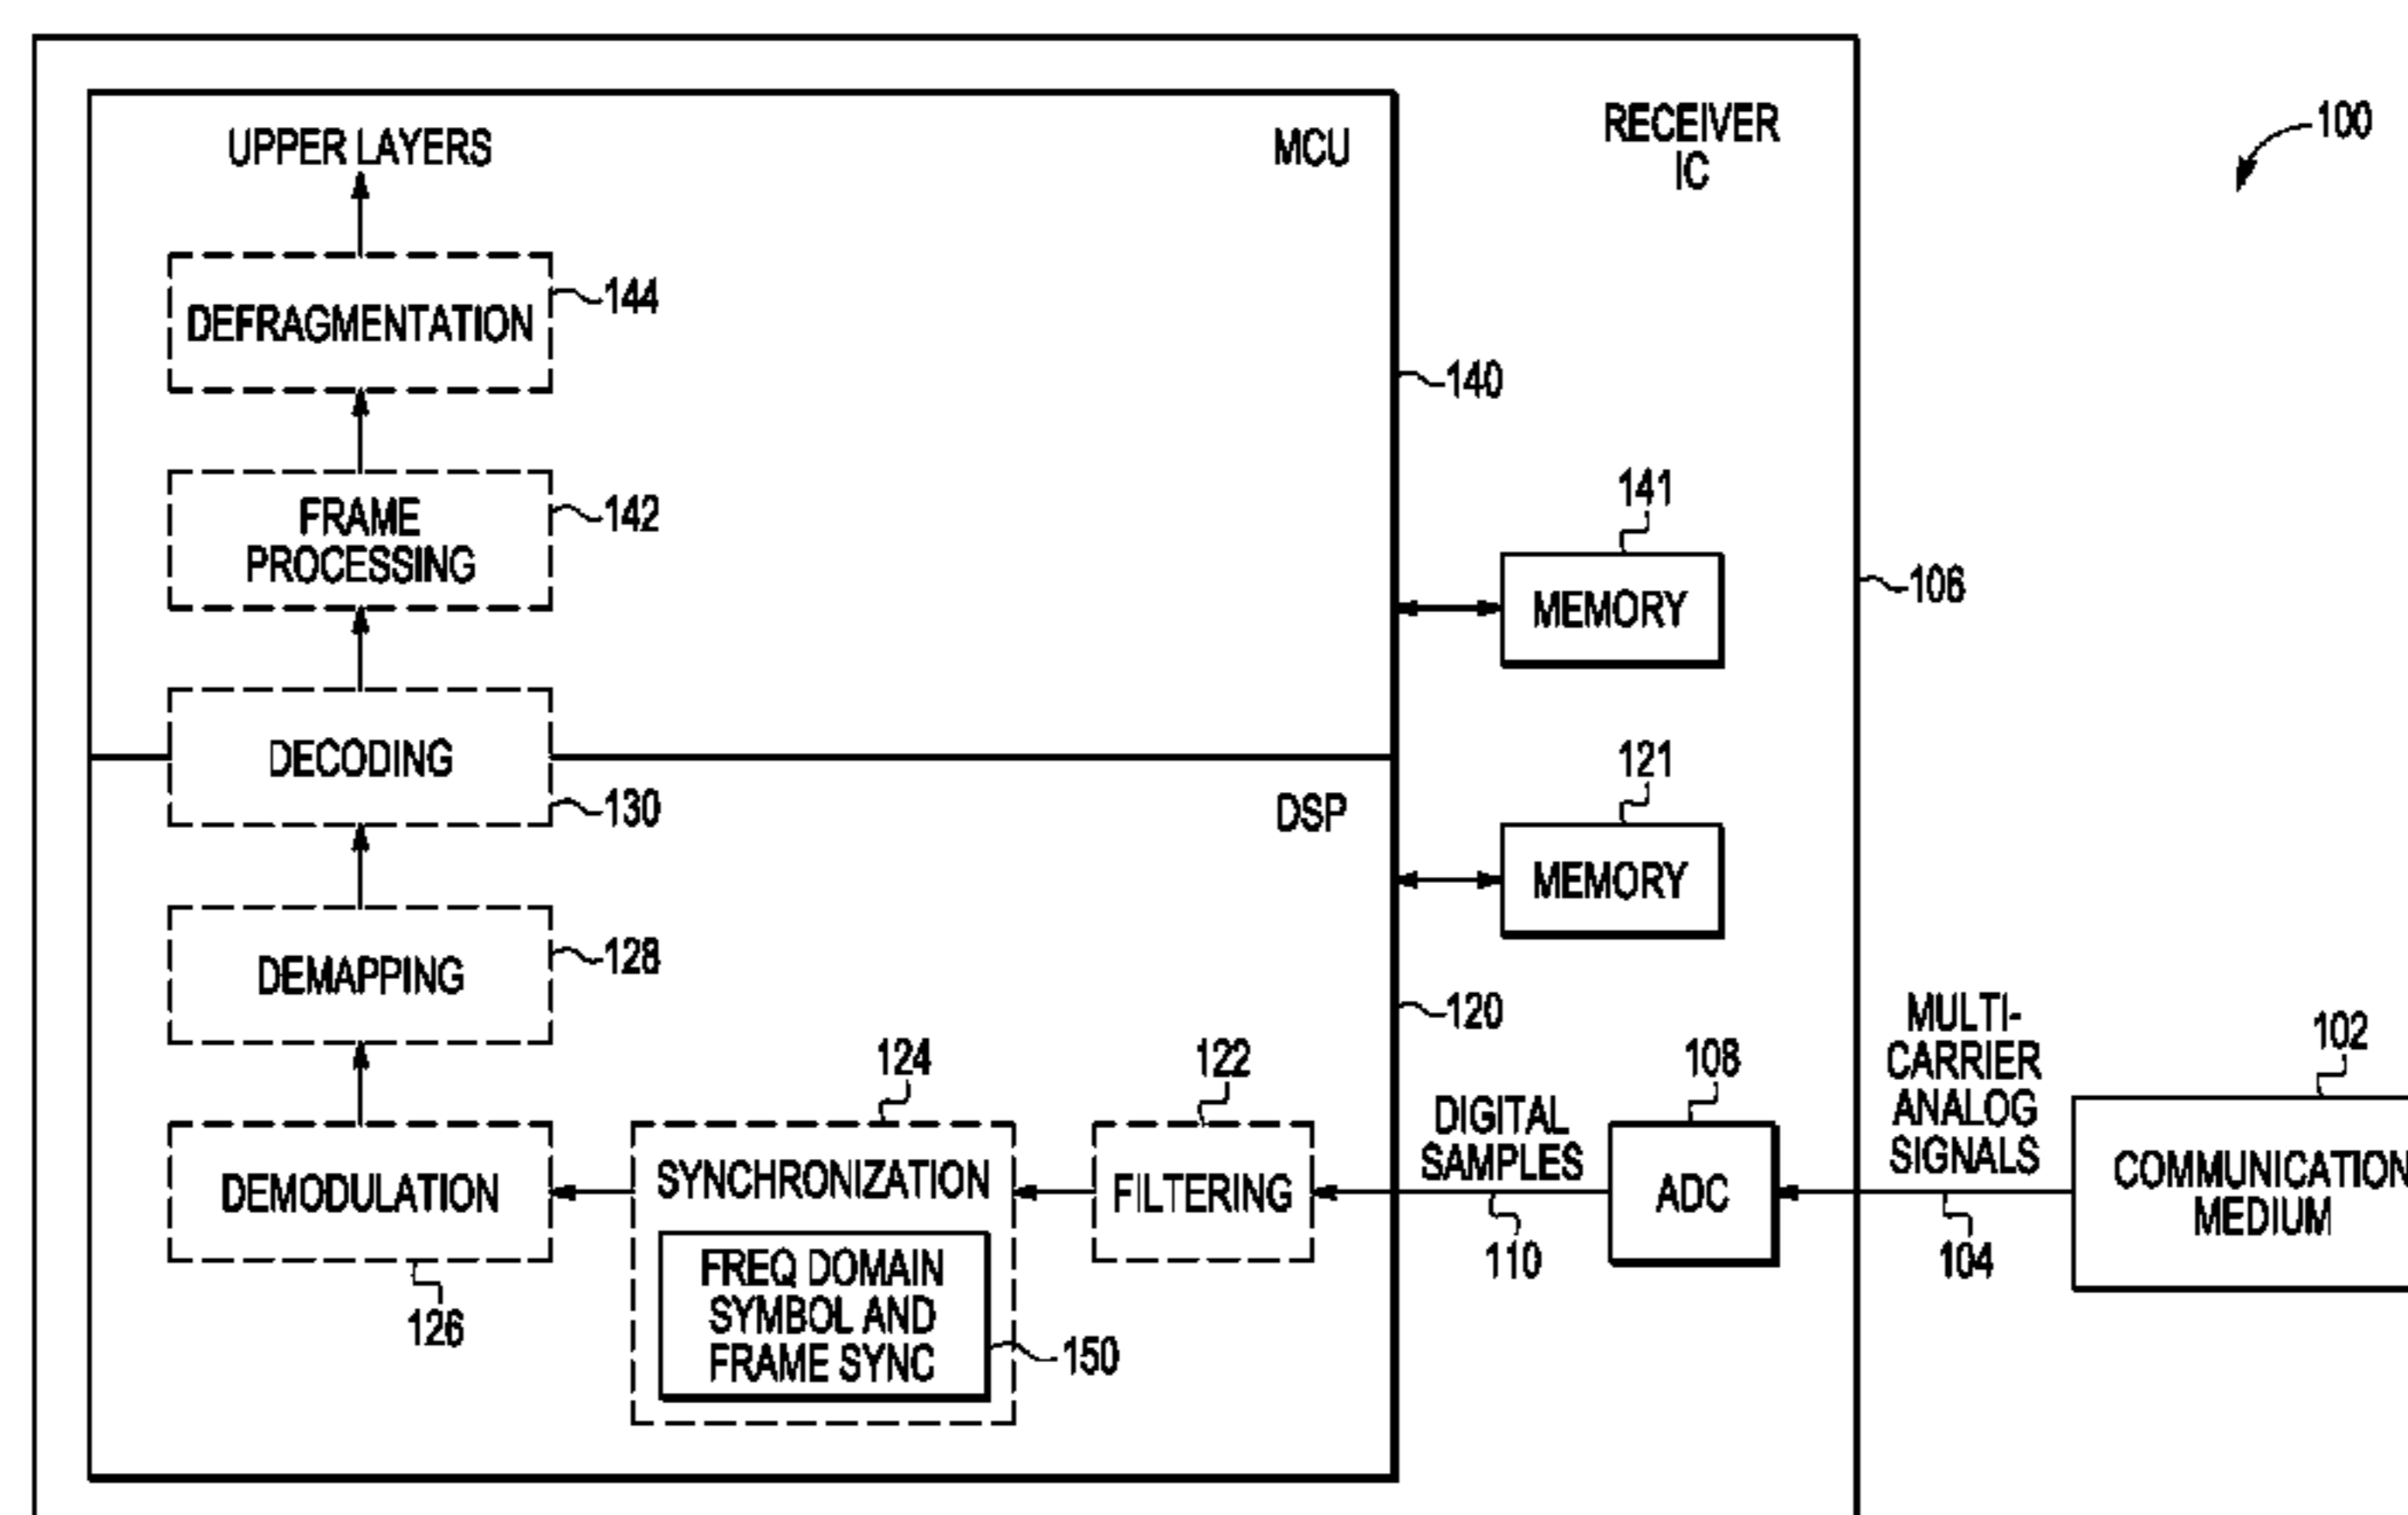 UPPER LAYERS
MCU
RECEIVER
IC
100
DEFRAGMENTATION
144
140
FRAME
PROCESSING
142
141
MEMORY
106
DECODING
130
DSP
121
MEMORY
DEMAPPING
128
120
DEMODULATION
126
124
SYNCHRONIZATION
FREQ DOMAIN
SYMBOL AND
FRAME SYNC
150
122
FILTERING
DIGITAL
SAMPLES
110
108
ADC
MULTI-
CARRIER
ANALOG
SIGNALS
104
102
COMMUNICATION
MEDIUM